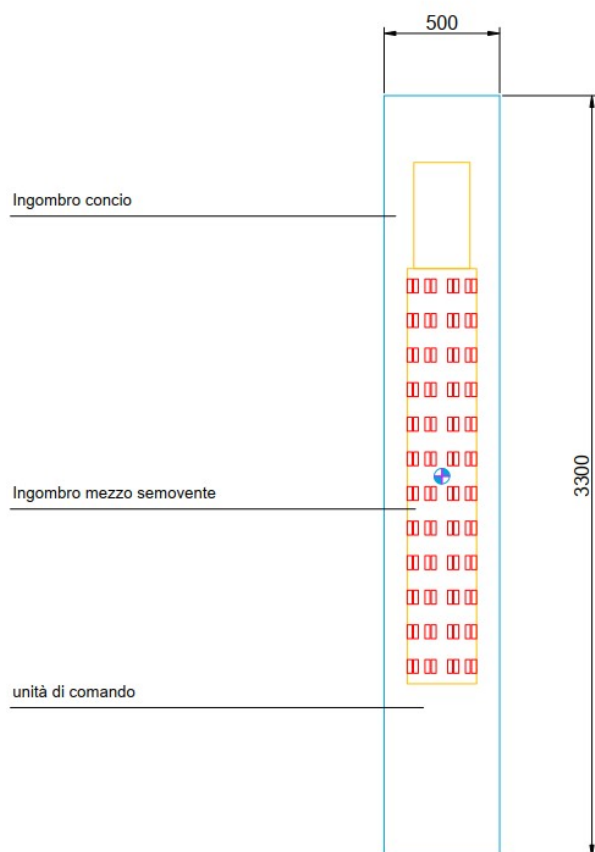 500
Ingombro concio
3300
Ingombro mezzo semovente
unità di comando